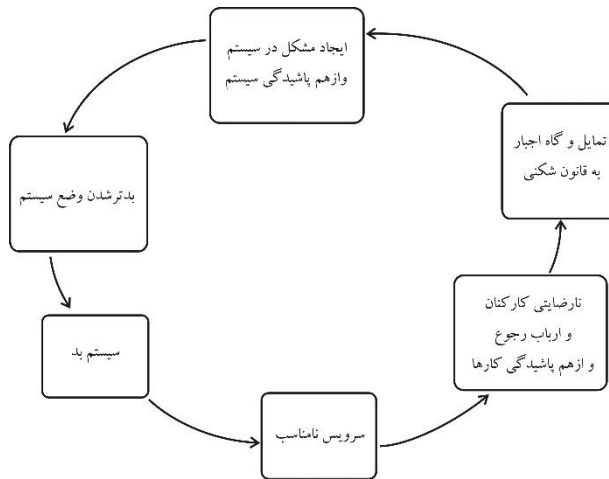 ایجاد مشکل در سیستم
وازهم پاشیدگی سیستم
تمایل و گاه اجبار
به قانون شکنی
بدترشدن وضع سیستم
نارضایتی کارکنان
و ارباب رجوع
و ازهم پاشیدگی کارها
سیستم بد
سرویس نامناسب